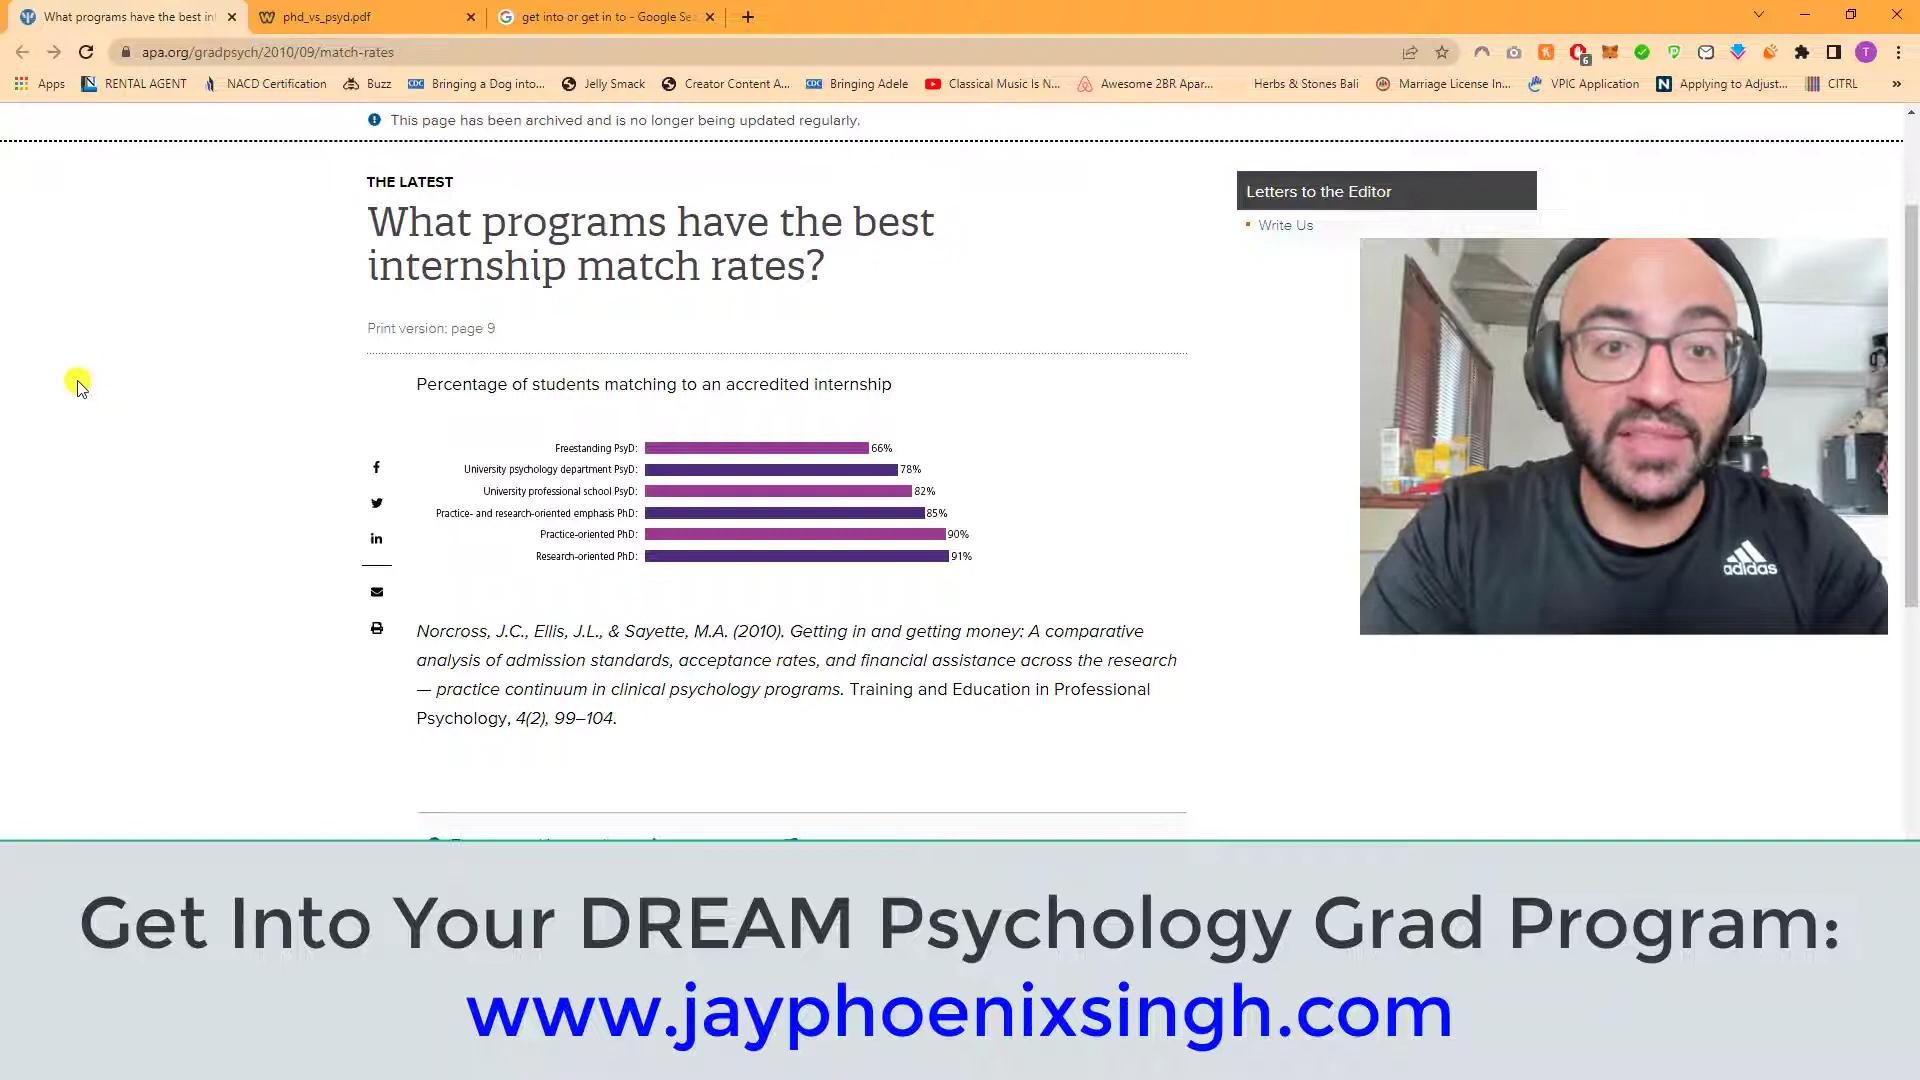 What programs have the best in
phd_vs_psyd.pdf
get into or get in to - Google Se
apa.org/gradpsych/2010/09/match-rates
6
T
Apps
RENTAL AGENT
NACD Certification
Buzz
CDC
Bringing a Dog into...
Jelly Smack
Creator Content A...
CDC
Bringing Adele
Classical Music Is N...
Awesome 2BR Apar...
Herbs & Stones Bali
Marriage License In...
VPIC Application
N
Applying to Adjust...
CITRL
This page has been archived and is no longer being updated regularly.
THE LATEST
What programs have the best
internship match rates?
Print version: page 9
Letters to the Editor
Write Us
Percentage of students matching to an accredited internship
Freestanding PsyD: 66%
University psychology department PsyD: 78%
University professional school PsyD: 82%
Practice- and research-oriented emphasis PhD: 85%
Practice-oriented PhD: 90%
Research-oriented PhD: 91%
Norcross, J.C., Ellis, J.L., & Sayette, M.A. (2010). Getting in and getting money: A comparative
analysis of admission standards, acceptance rates, and financial assistance across the research
— practice continuum in clinical psychology programs. Training and Education in Professional
Psychology, 4(2), 99–104.
adidas
Get Into Your DREAM Psychology Grad Program:
www.jayphoenixsingh.com